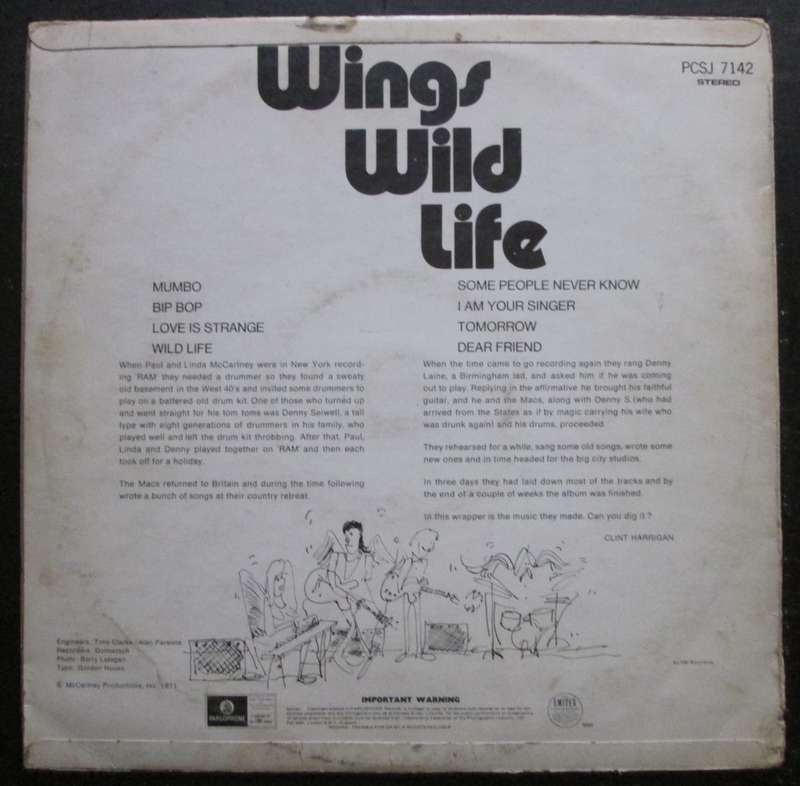 Wings
Wild
Life
PCSJ 7142
STEREO
MUMBO
BIP BOP
LOVE IS STRANGE
WILD LIFE
SOME PEOPLE NEVER KNOW
I AM YOUR SINGER
TOMORROW
DEAR FRIEND
When Paul and Linda McCartney were in New York record-
ing 'RAM' they needed a drummer so they found a sweaty
old basement in the West 40's and invited some drummers to
play on a battered old drum kit. One of those who turned up
and went straight for his tom toms was Denny Seiwell, a tall
type with eight generations of drummers in his family, who
played well and left the drum kit throbbing. After that, Paul,
Linda and Denny played together on 'RAM' and then each
took off for a holiday.
The Macs returned to Britain and during the time following
wrote a bunch of songs at their country retreat.
When the time came to go recording again they rang Denny
Laine, a Birmingham lad, and asked him if he was coming
out to play. Replying in the affirmative he brought his faithful
guitar, and he and the Macs, along with Denny S. (who had
arrived from the States as if by magic carrying his wife who
was drunk again) and his drums, proceeded.
They rehearsed for a while, sang some old songs, wrote some
new ones and in time headed for the big city studios.
In three days they had laid down most of the tracks and by
the end of a couple of weeks the album was finished.
In this wrapper is the music they made. Can you dig it?
CLINT HARRIGAN
Engineers: Tony Clarke / Alan Parsons
Photo: Barry Lategan
Type: Gordon House
© McCartney Productions, Inc. 1971
PARLOPHONE
IMPORTANT WARNING
EMITEX